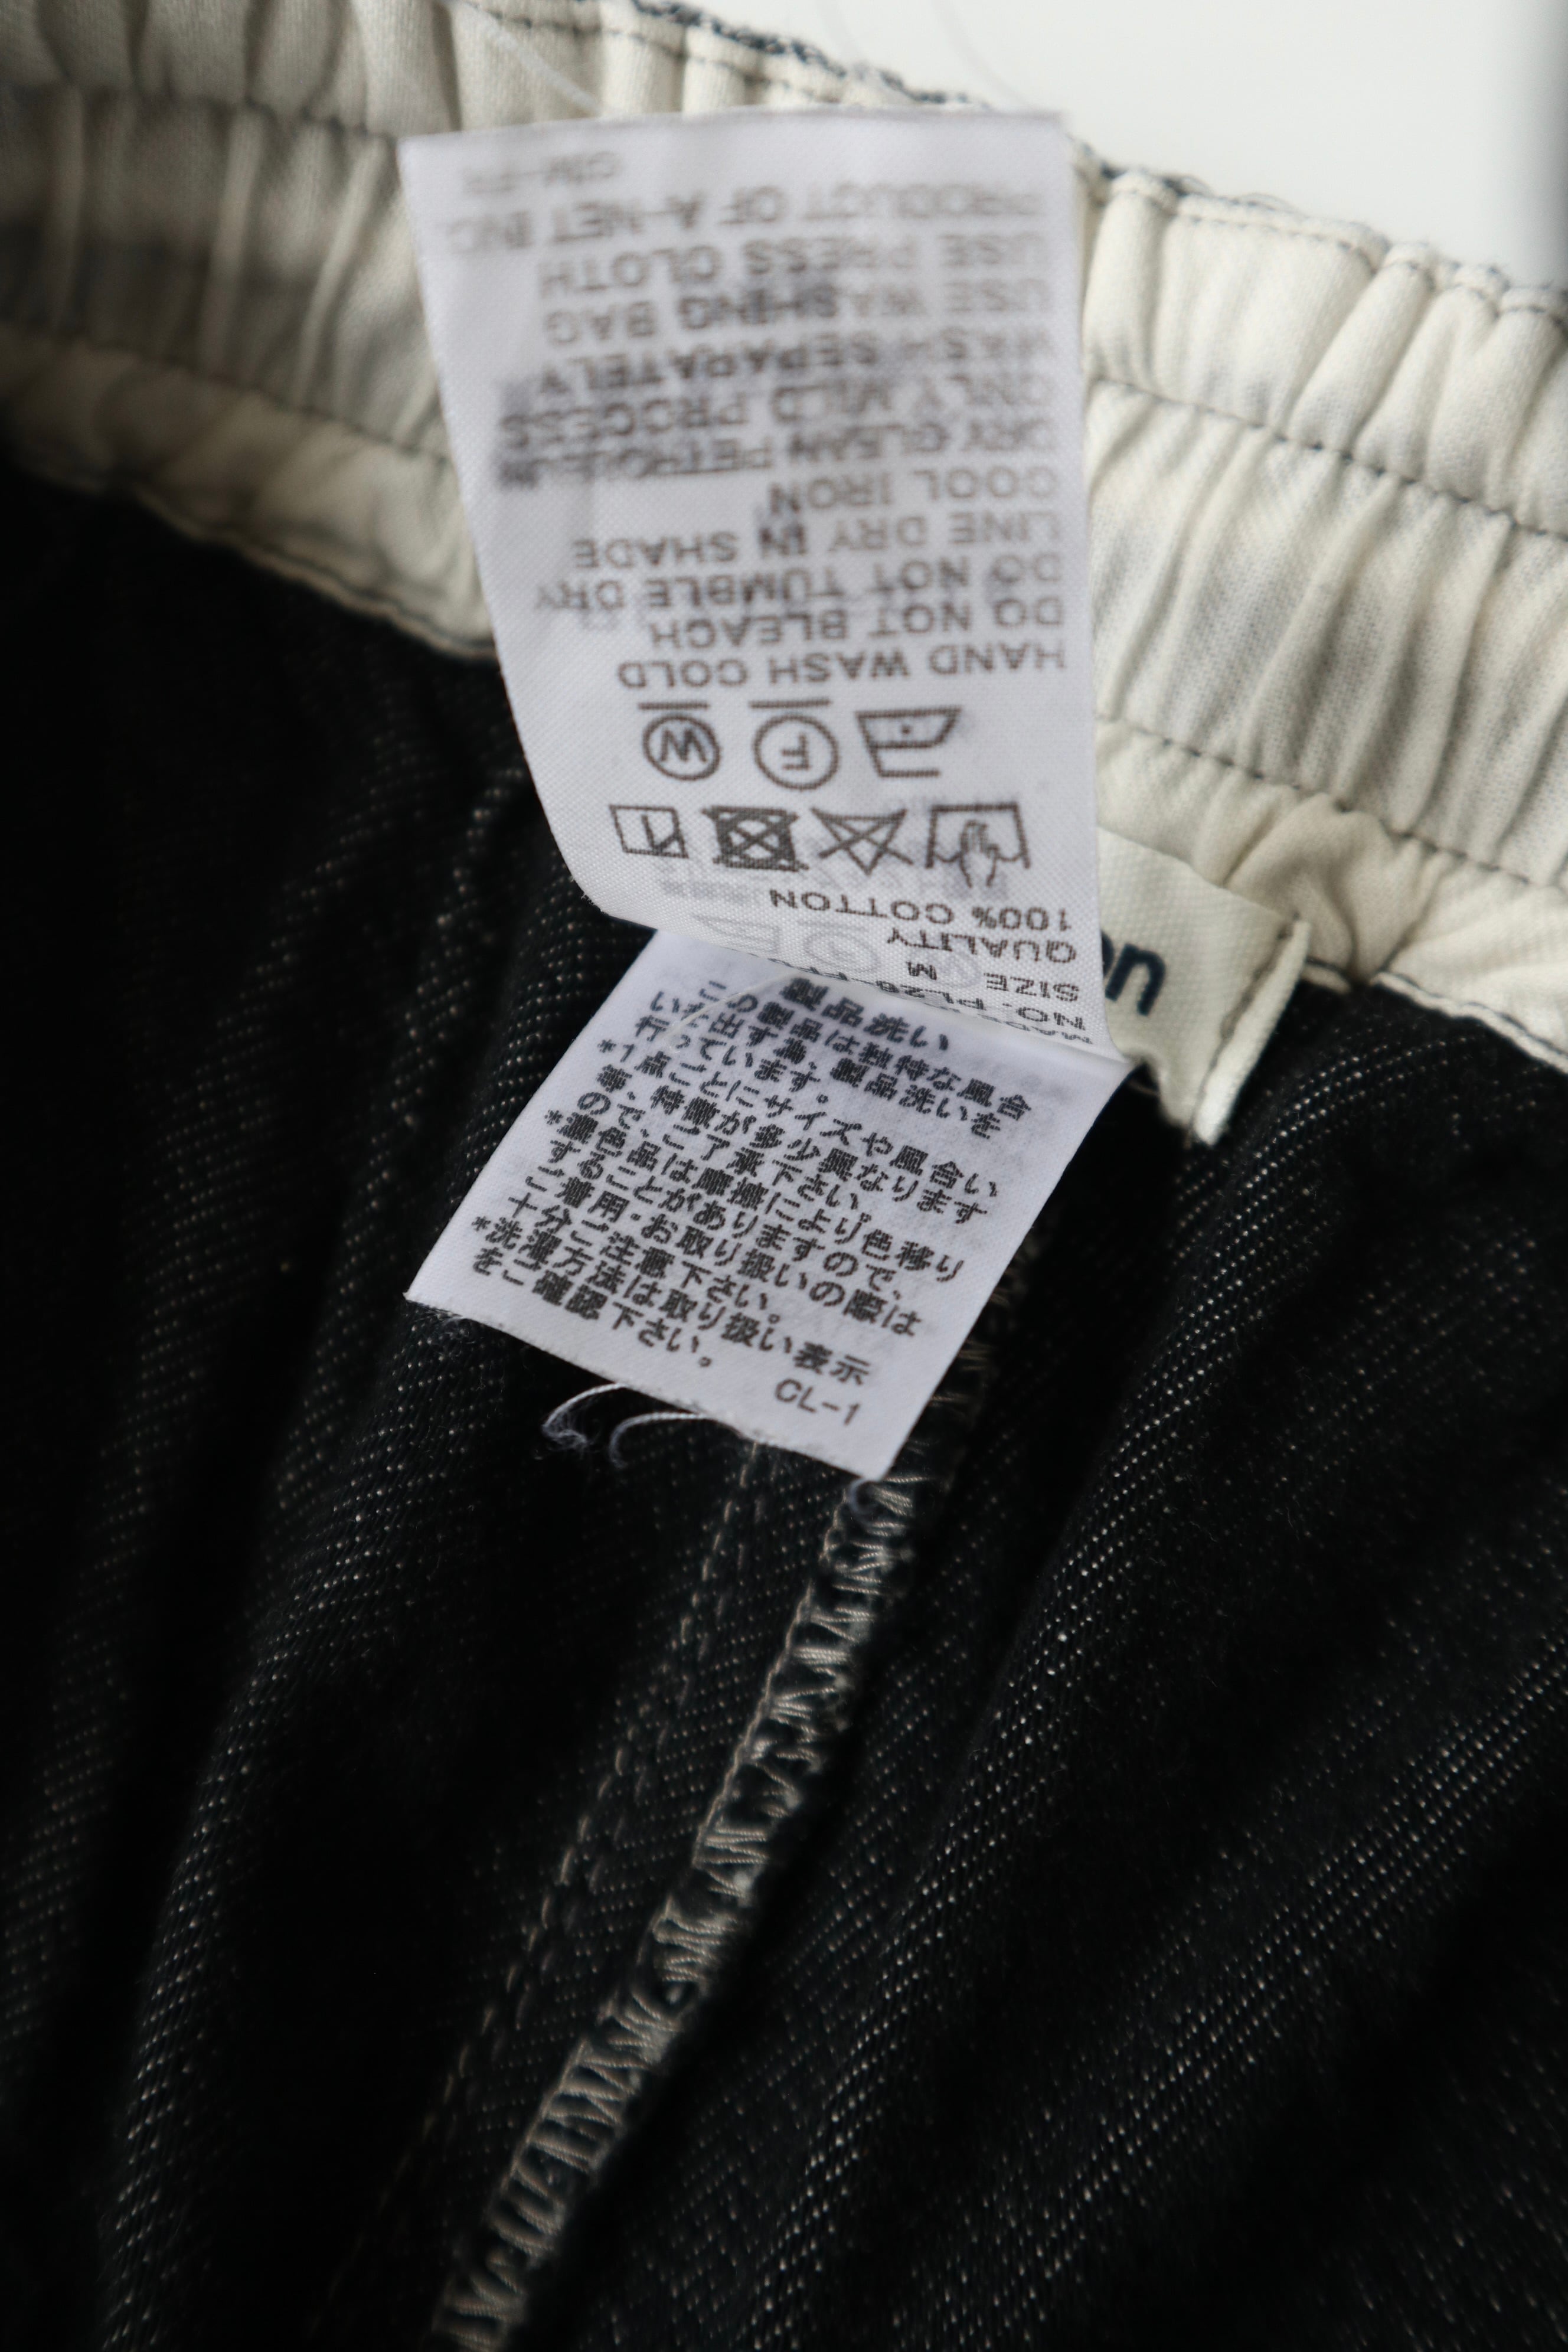 SIZE M
QUALITY
100% COTTON
W F
HAND WASH COLD
DO NOT BLEACH
DO NOT TUMBLE DRY
LINE DRY IN SHADE
COOL IRON
DRY CLEAN PETROLEUM
ONLY MILD PROCESS
WASH SEPARATELY
USE WASHING BAG
USE PRESS CLOTH
PRODUCT OF A-NET INC.
on
製品洗い
この製品は独特な風合
いを出す為、製品洗いを
行っています。
*1点ごとにサイズや風合い
等、特徴が多少異なります
ので、ご了承下さい。
*濃色品は摩擦により色移り
することがありますので、
ご着用・お取り扱いの際は
十分ご注意下さい。
*洗濯方法は取り扱い表示
をご確認下さい。
CL-1